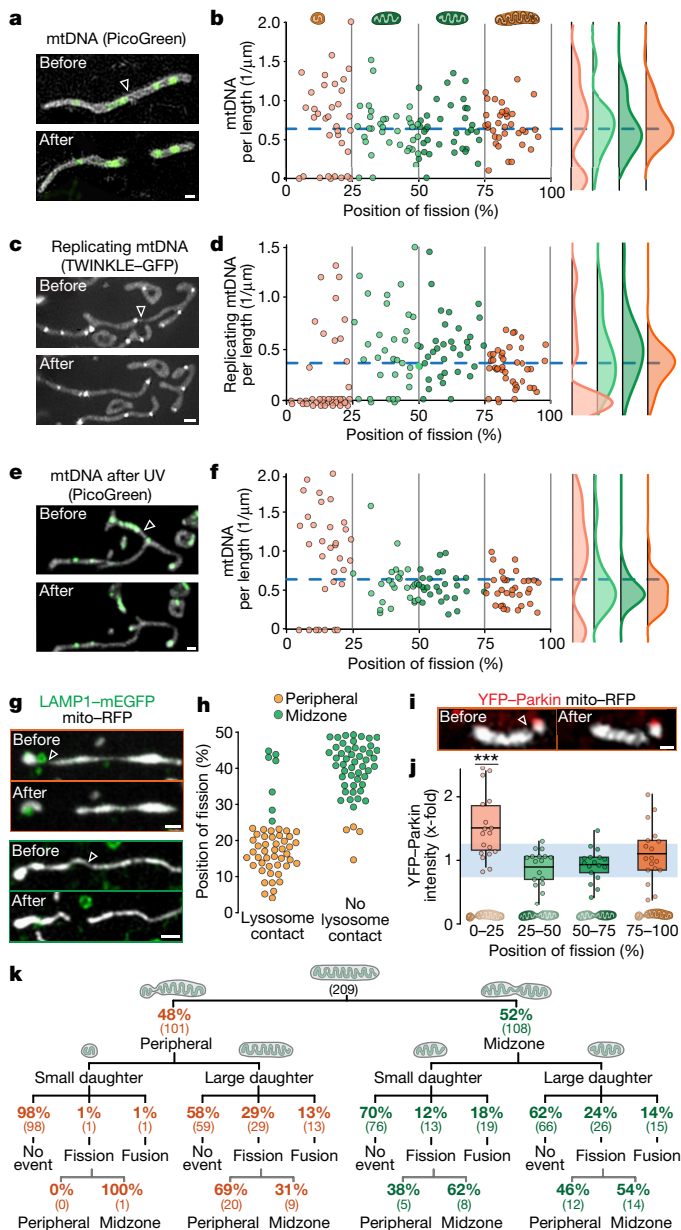 a
mtDNA (PicoGreen)
Before
After
b
mtDNA
per length (1/μm)
2.0
1.5
1.0
0.5
0
0 25 50 75 100
Position of fission (%)
c
Replicating mtDNA
(TWINKLE–GFP)
Before
After
d
Replicating mtDNA
per length (1/μm)
1.5
1.0
0.5
0
0 25 50 75 100
Position of fission (%)
e
mtDNA after UV
(PicoGreen)
Before
After
f
mtDNA
per length (1/μm)
2.0
1.5
1.0
0.5
0
0 25 50 75 100
Position of fission (%)
g
LAMP1–mEGFP
mito–RFP
Before
After
Before
After
h
Peripheral
Midzone
Position of fission (%)
50
40
30
20
10
0
Lysosome
contact
No
lysosome
contact
i
YFP–Parkin mito–RFP
Before
After
j
***
YFP–Parkin
intensity (x-fold)
2
1
0
0–25 25–50 50–75 75–100
Position of fission (%)
k
(209)
48%
(101)
Peripheral
52%
(108)
Midzone
Small daughter
Large daughter
Small daughter
Large daughter
98% 1% 1% 58% 29% 13% 70% 12% 18% 62% 24% 14%
(98) (1) (1) (59) (29) (13) (76) (13) (19) (66) (26) (15)
No event Fission Fusion No event Fission Fusion No event Fission Fusion No event Fission Fusion
0% 100% 69% 31% 38% 62% 46% 54%
(0) (1) (20) (9) (5) (8) (12) (14)
Peripheral Midzone Peripheral Midzone Peripheral Midzone Peripheral Midzone